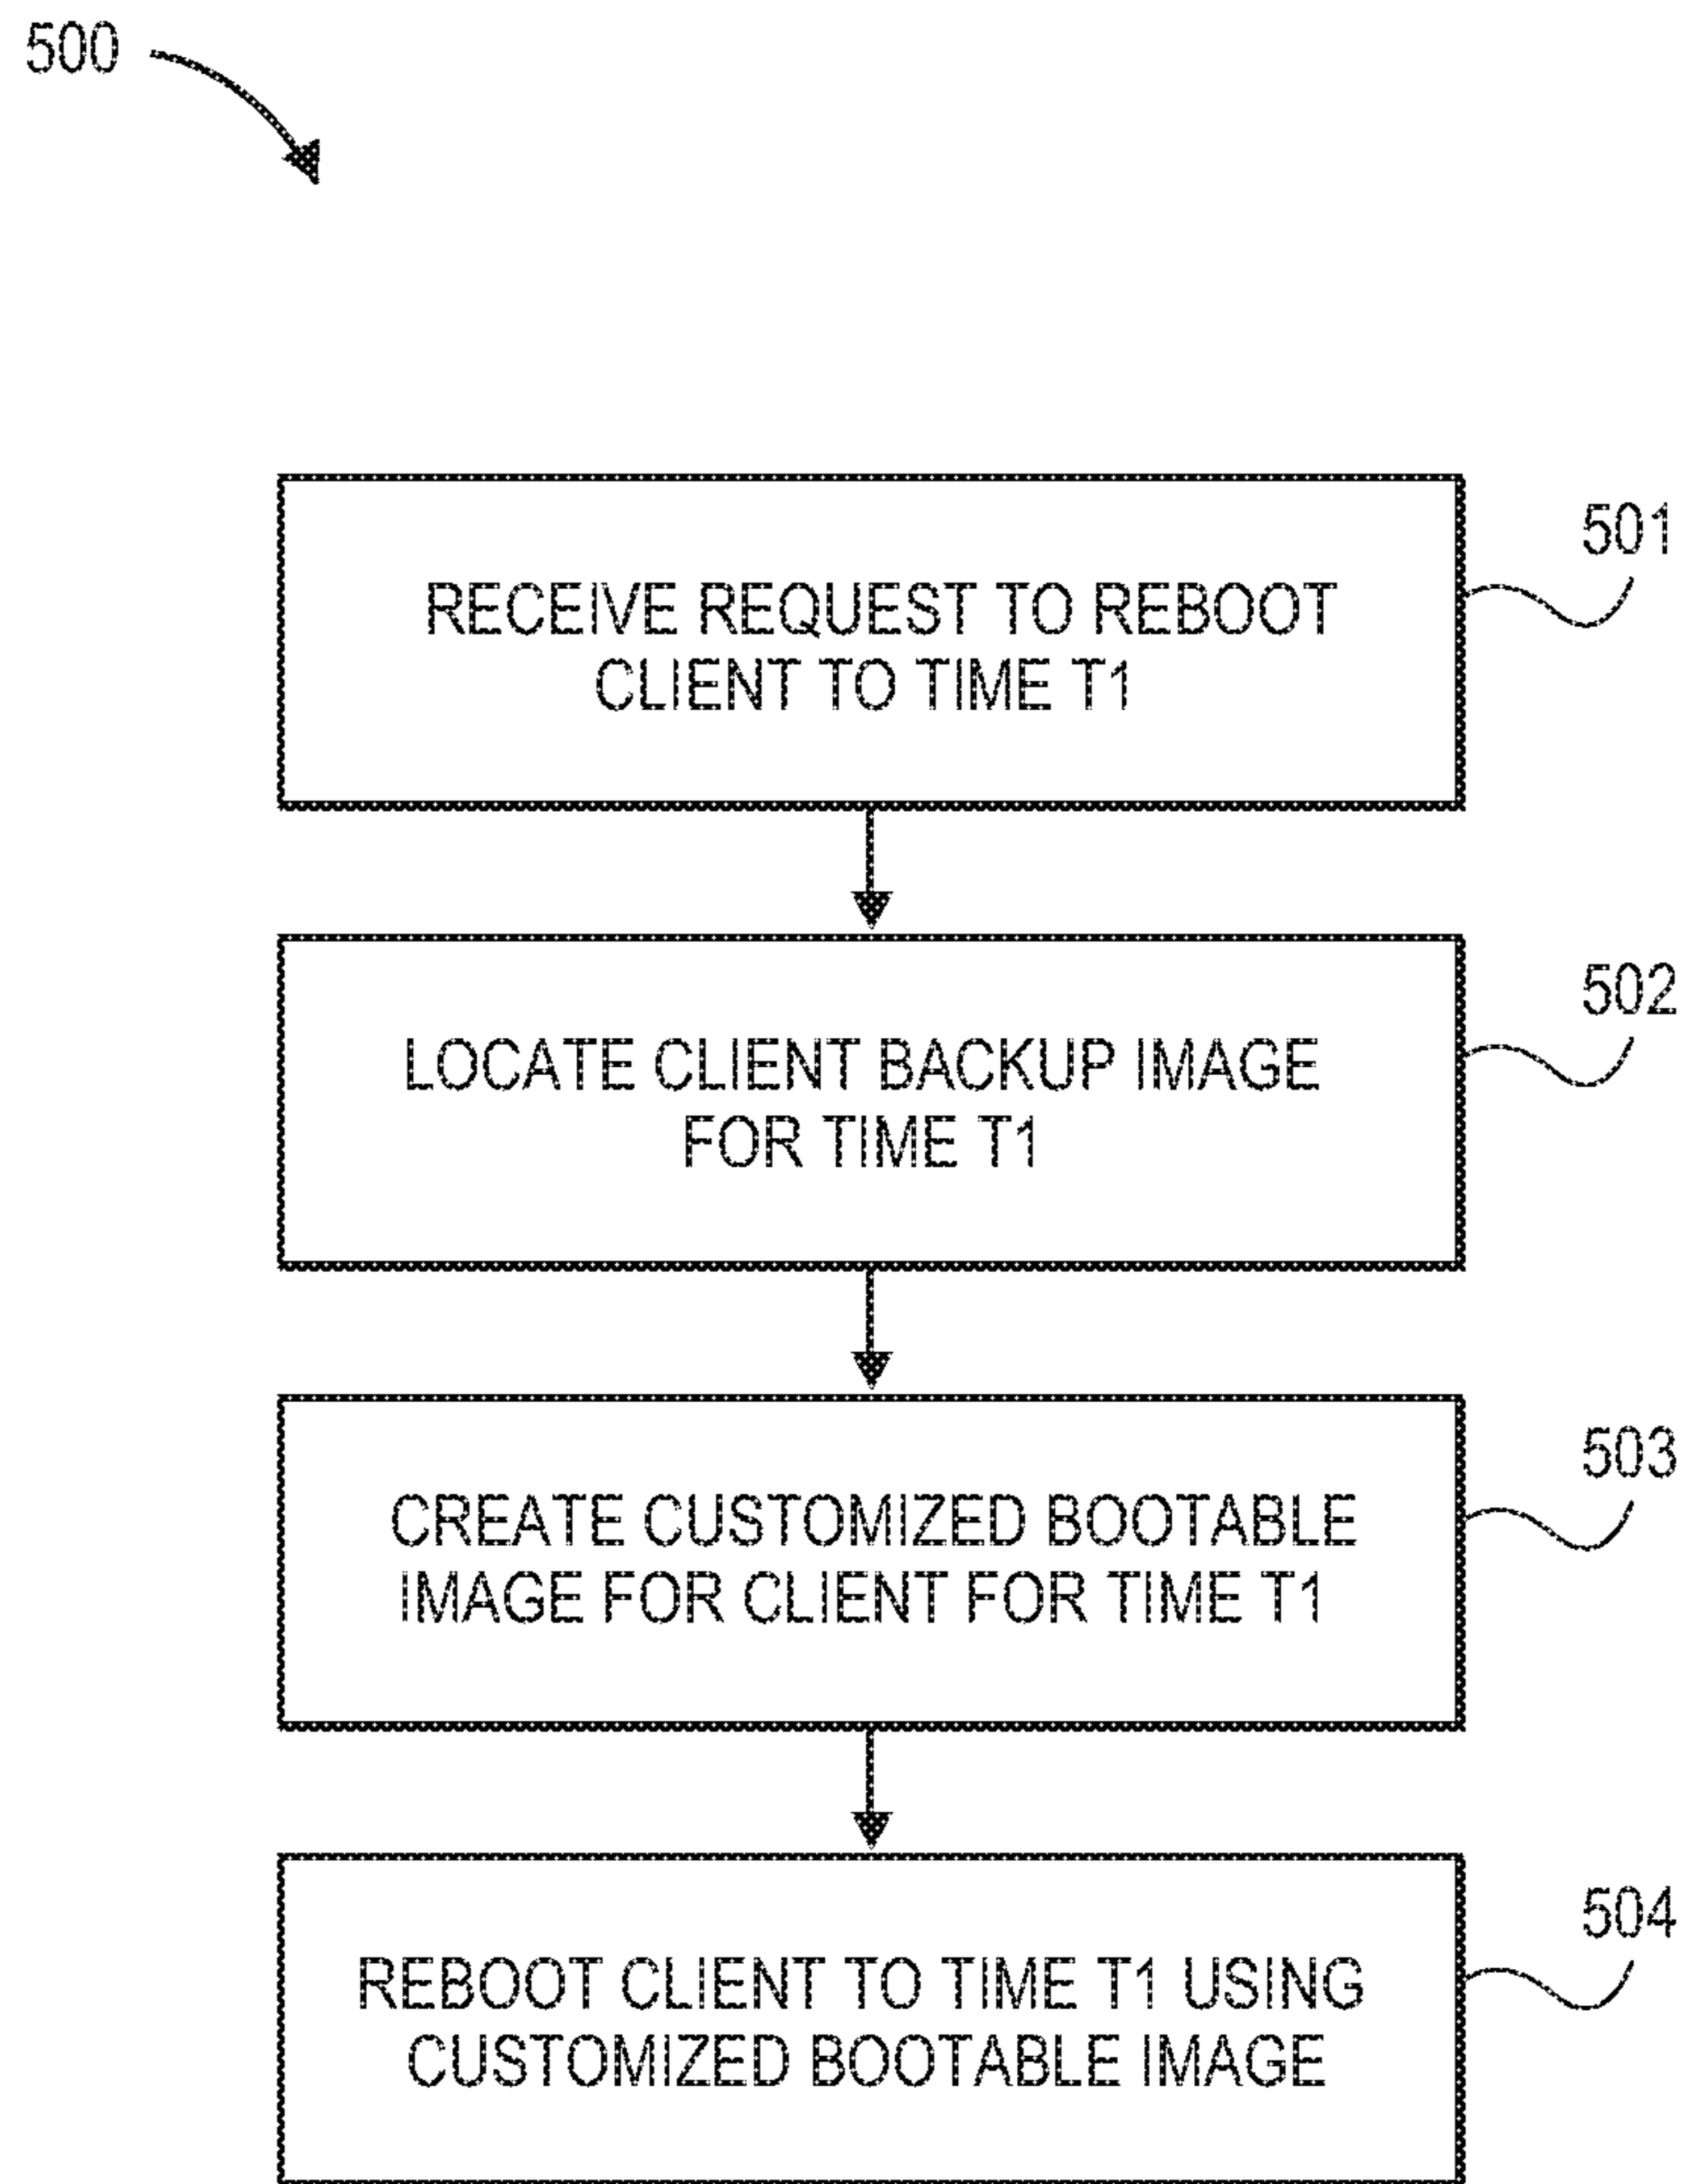 500
RECEIVE REQUEST TO REBOOT
CLIENT TO TIME T1
501
LOCATE CLIENT BACKUP IMAGE
FOR TIME T1
502
CREATE CUSTOMIZED BOOTABLE
IMAGE FOR CLIENT FOR TIME T1
503
REBOOT CLIENT TO TIME T1 USING
CUSTOMIZED BOOTABLE IMAGE
504